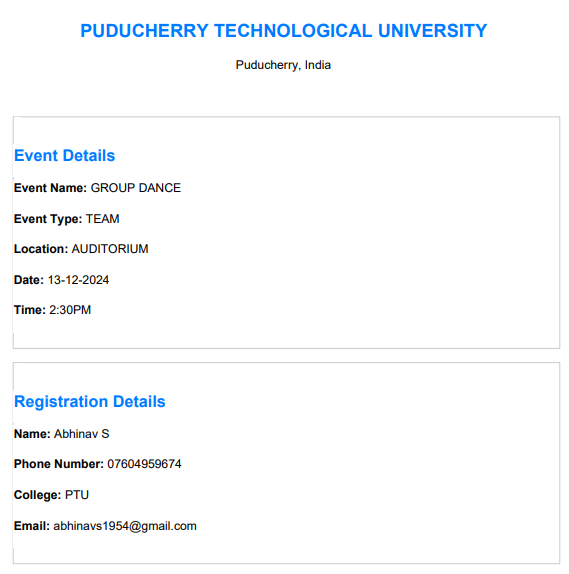 PUDUCHERRY TECHNOLOGICAL UNIVERSITY
Puducherry, India
Event Details
Event Name: GROUP DANCE
Event Type: TEAM
Location: AUDITORIUM
Date: 13-12-2024
Time: 2:30PM
Registration Details
Name: Abhinav S
Phone Number: 07604959674
College: PTU
Email: abhinavs1954@gmail.com